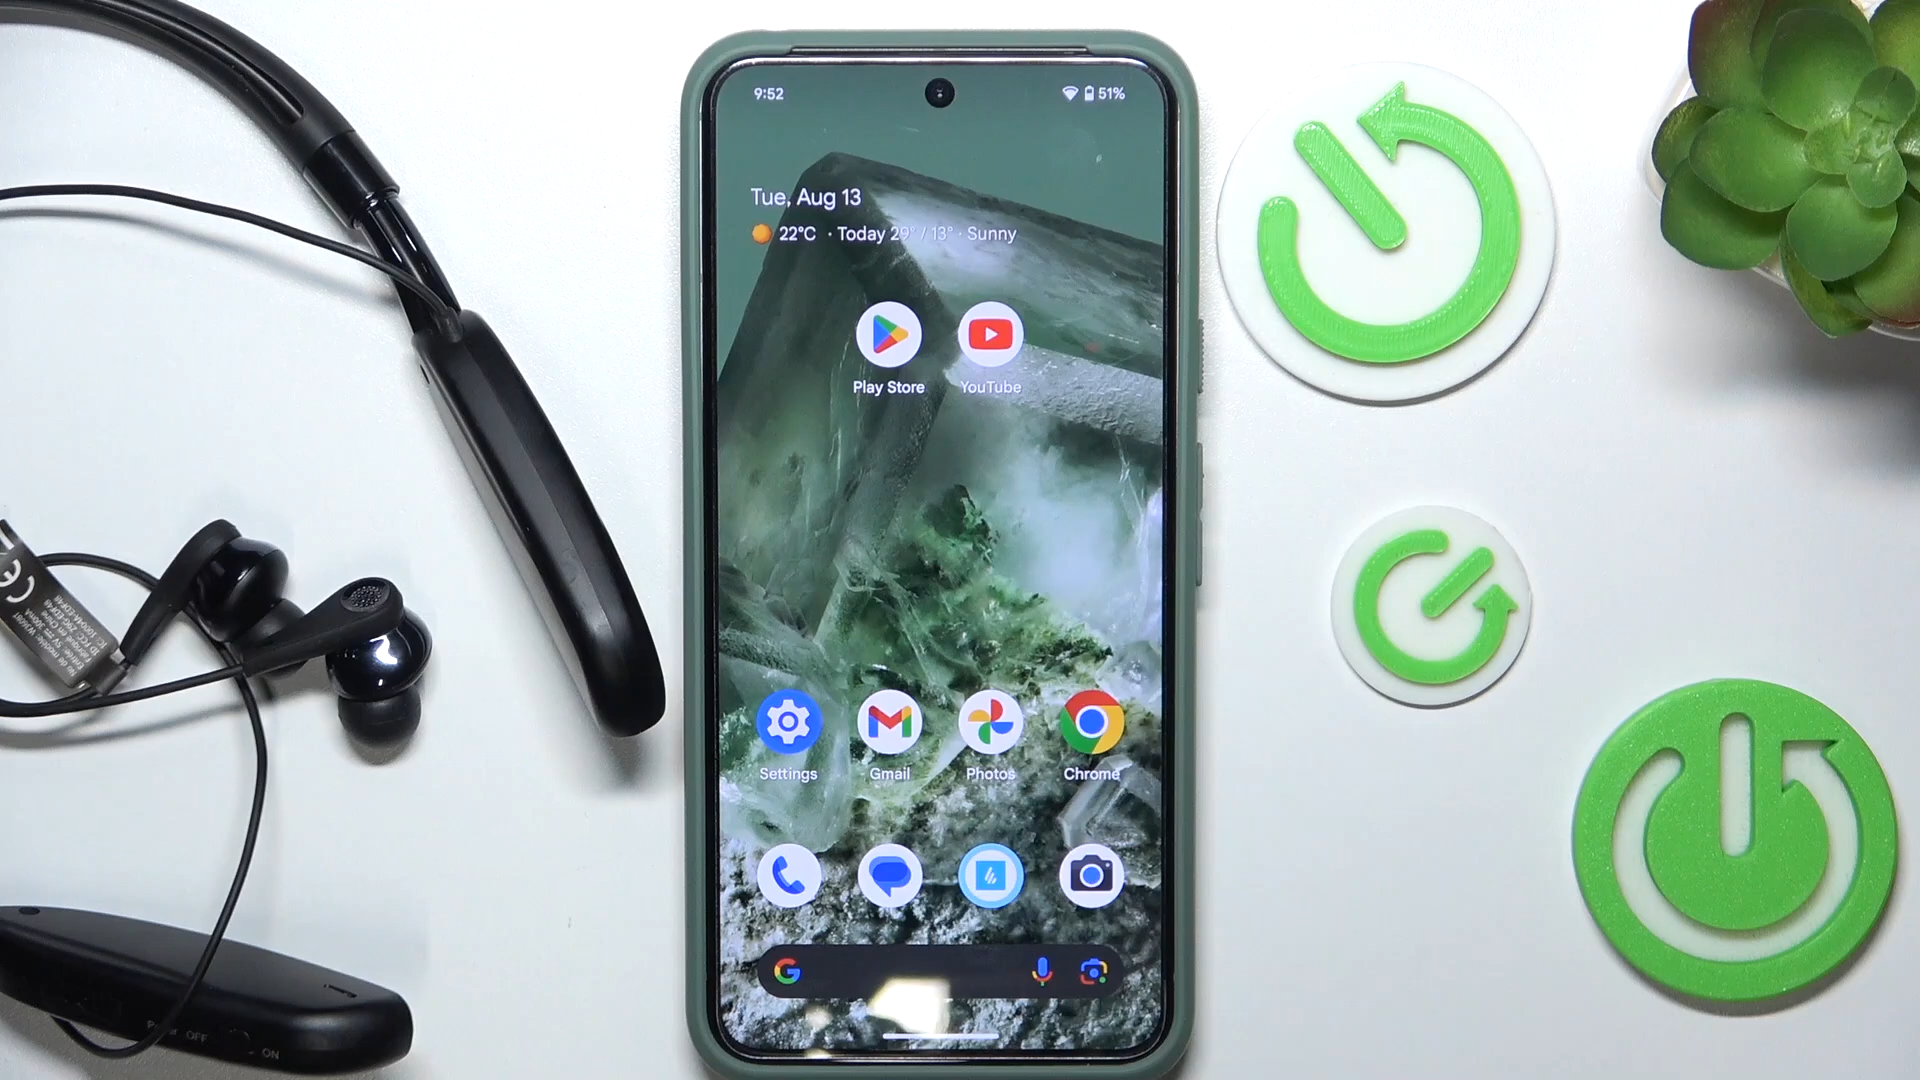 9:52
51%
Tue, Aug 13
22°C · Today 29° / 13° · Sunny
Play Store
YouTube
Settings
Gmail
Photos
Chrome
Power OFF
ON